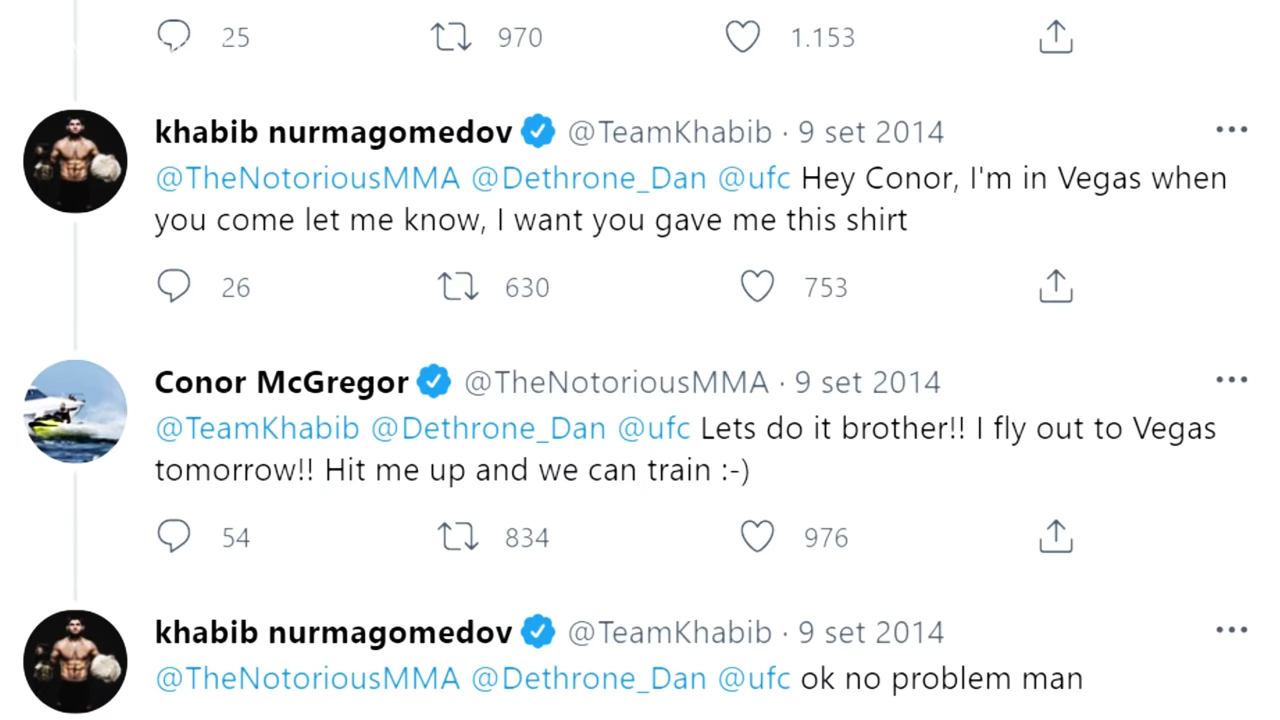 25 970 1.153
khabib nurmagomedov @TeamKhabib · 9 set 2014
@TheNotoriousMMA @Dethrone_Dan @ufc Hey Conor, I'm in Vegas when
you come let me know, I want you gave me this shirt
26 630 753
Conor McGregor @TheNotoriousMMA · 9 set 2014
@TeamKhabib @Dethrone_Dan @ufc Lets do it brother!! I fly out to Vegas
tomorrow!! Hit me up and we can train :-)
54 834 976
khabib nurmagomedov @TeamKhabib · 9 set 2014
@TheNotoriousMMA @Dethrone_Dan @ufc ok no problem man